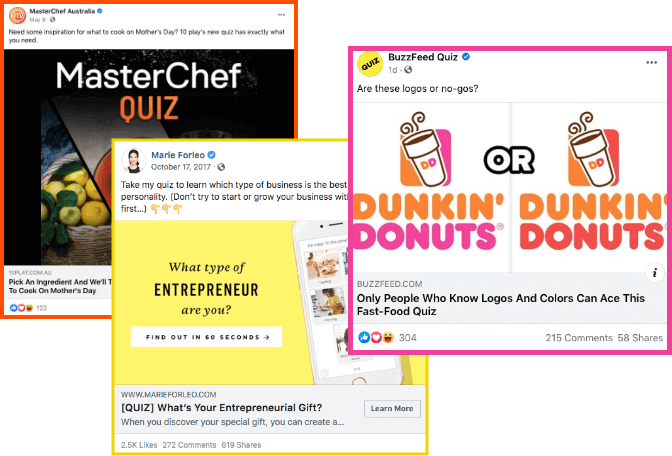 MasterChef Australia
May 9 ·
Need some inspiration for what to cook on Mother's Day? 10 play's new quiz has exactly what
you need.
MasterChef
QUIZ
10PLAY.COM.AU
Pick An Ingredient And We'll T
To Cook On Mother's Day
122
Marie Forleo
October 17, 2017 ·
Take my quiz to learn which type of business is the best
personality. (Don't try to start or grow your business wit
first...)
What type of
ENTREPRENEUR
are you?
FIND OUT IN 60 SECONDS →
WWW.MARIEFORLEO.COM
[QUIZ] What's Your Entrepreneurial Gift?
When you discover your special gift, you can create a...
Learn More
2.5K Likes 272 Comments 619 Shares
QUIZ
BuzzFeed Quiz
1d ·
Are these logos or no-gos?
DD
DUNKIN'
DONUTS®
OR
DUNKIN'
DONUTS
BUZZFEED.COM
Only People Who Know Logos And Colors Can Ace This
Fast-Food Quiz
304
215 Comments 58 Shares